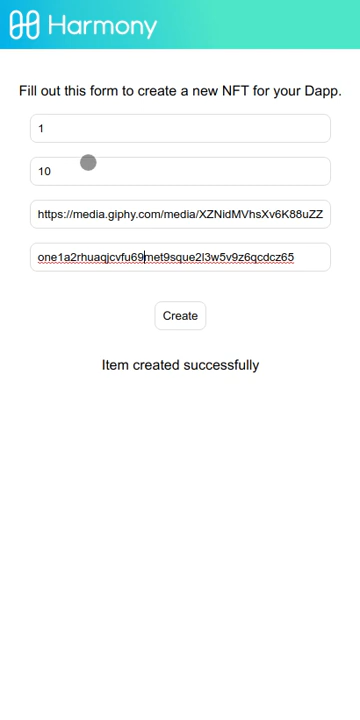 Harmony
Fill out this form to create a new NFT for your Dapp.
1
10
https://media.giphy.com/media/XZNidMVhsXv6K88uZZ
one1a2rhuaqjcvfu69met9sque2l3w5v9z6qcdcz65
Create
Item created successfully